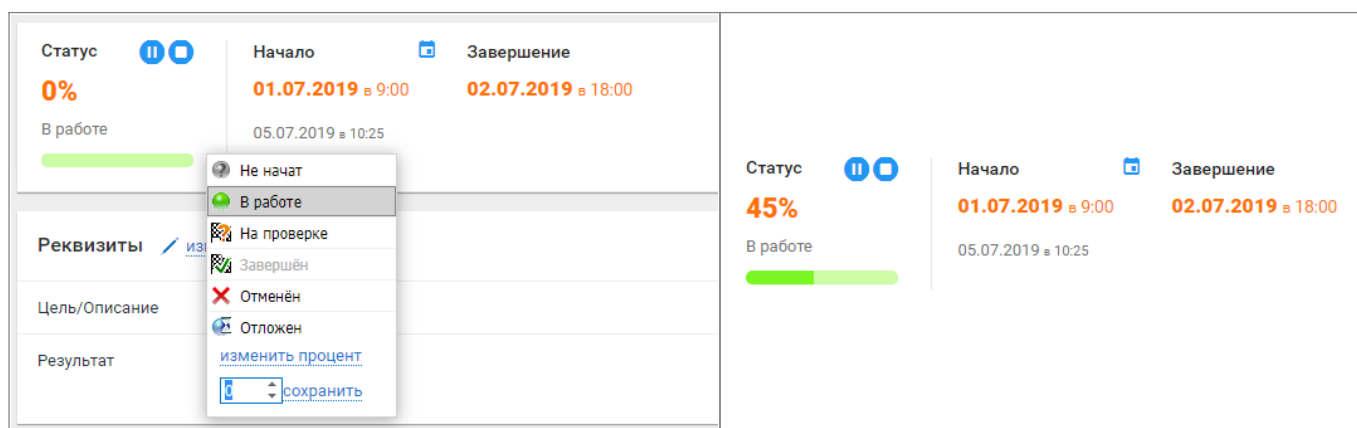 Статус Начало Завершение
0% 01.07.2019 в 9:00 02.07.2019 в 18:00
В работе 05.07.2019 в 10:25
Не начат
В работе
На проверке
Завершён
Отменён
Отложен
изменить процент
0 сохранить
Реквизиты
Цель/Описание
Результат
Статус Начало Завершение
45% 01.07.2019 в 9:00 02.07.2019 в 18:00
В работе 05.07.2019 в 10:25